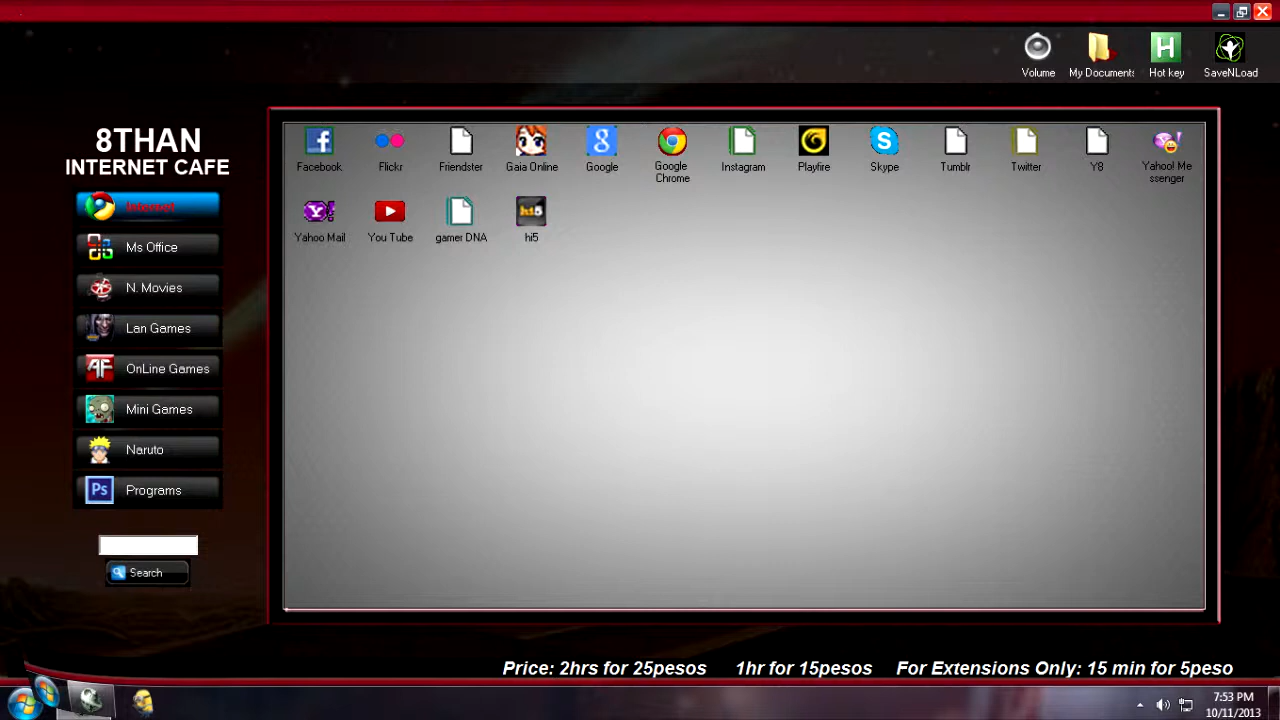 Volume
My Documents
Hot key
SaveNLoad
8THAN
INTERNET CAFE
Internet
Ms Office
N. Movies
Lan Games
OnLine Games
Mini Games
Naruto
Ps
Programs
Search
Facebook
Flickr
Friendster
Gaia Online
Google
Google
Chrome
Instagram
Playfire
Skype
Tumblr
Twitter
Y8
Yahoo! Me
ssenger
Yahoo Mail
You Tube
gamer DNA
hi5
hi5
Price: 2hrs for 25pesos 1hr for 15pesos For Extensions Only: 15 min for 5peso
7:53 PM
10/11/2013